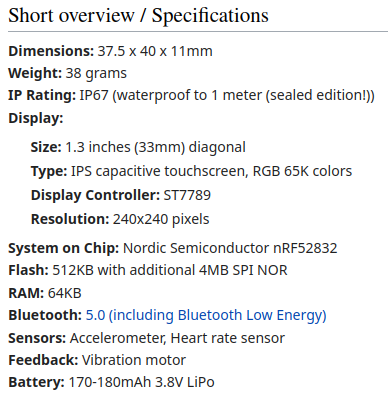 Short overview / Specifications
Dimensions: 37.5 x 40 x 11mm
Weight: 38 grams
IP Rating: IP67 (waterproof to 1 meter (sealed edition!))
Display:
Size: 1.3 inches (33mm) diagonal
Type: IPS capacitive touchscreen, RGB 65K colors
Display Controller: ST7789
Resolution: 240x240 pixels
System on Chip: Nordic Semiconductor nRF52832
Flash: 512KB with additional 4MB SPI NOR
RAM: 64KB
Bluetooth: 5.0 (including Bluetooth Low Energy)
Sensors: Accelerometer, Heart rate sensor
Feedback: Vibration motor
Battery: 170-180mAh 3.8V LiPo